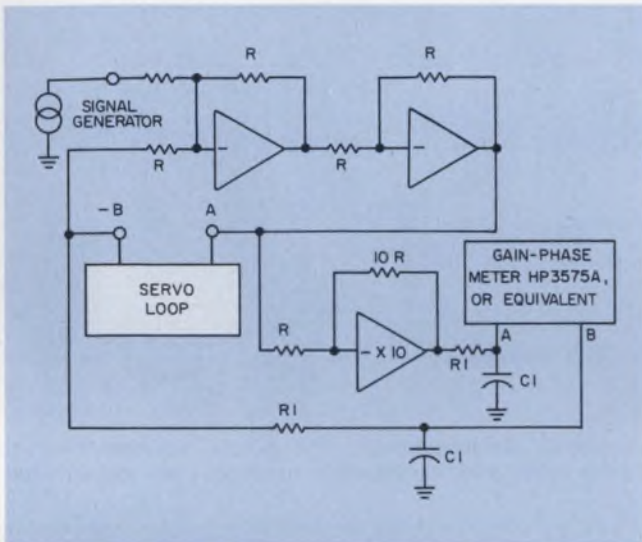 R
R
SIGNAL
GENERATOR
R
R
-
-
-B
A
SERVO
LOOP
10 R
GAIN-PHASE
METER HP3575A,
OR EQUIVALENT
R
- X 10
R1
A
B
C1
R1
C1